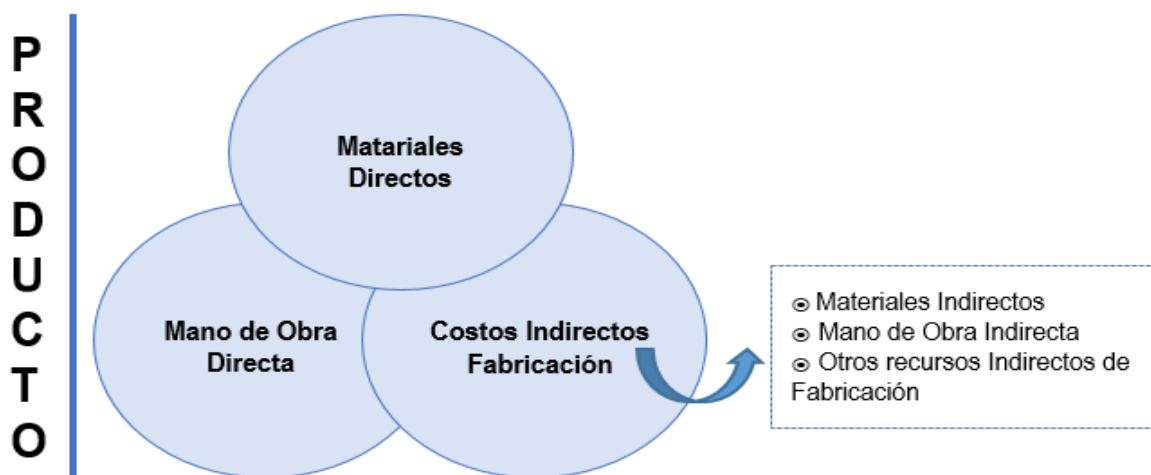 PRODUCTO
Matariales
Directos
Mano de Obra
Directa
Costos Indirectos
Fabricación
⦿ Materiales Indirectos
⦿ Mano de Obra Indirecta
⦿ Otros recursos Indirectos de
Fabricación